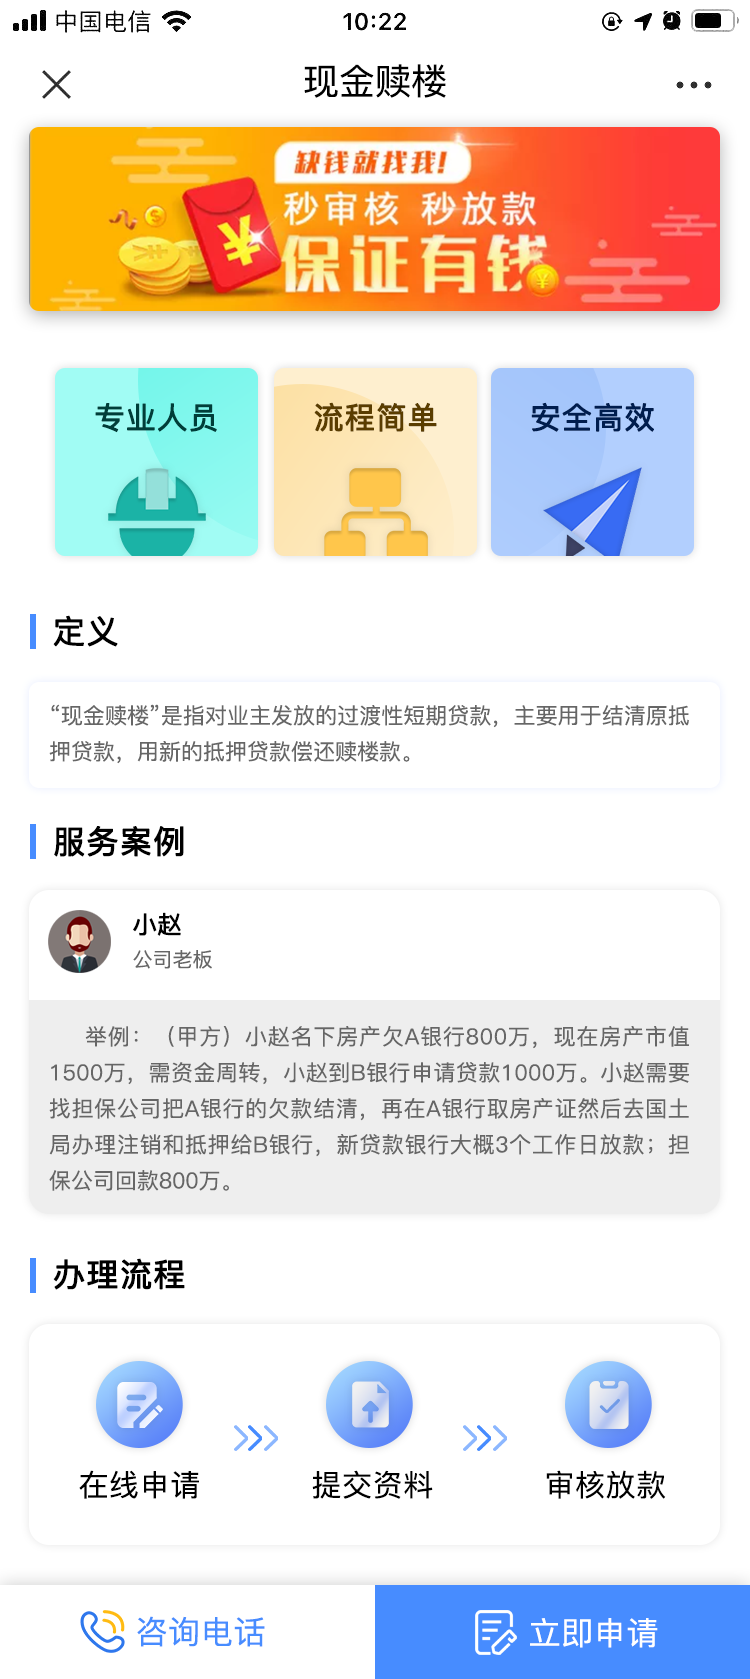 中国电信
10:22
现金赎楼
缺钱就找我!
秒审核 秒放款
保证有钱
专业人员
流程简单
安全高效
定义
“现金赎楼”是指对业主发放的过渡性短期贷款，主要用于结清原抵
押贷款，用新的抵押贷款偿还赎楼款。
服务案例
小赵
公司老板
举例：（甲方）小赵名下房产欠A银行800万，现在房产市值
1500万，需资金周转，小赵到B银行申请贷款1000万。小赵需要
找担保公司把A银行的欠款结清，再在A银行取房产证然后去国土
局办理注销和抵押给B银行，新贷款银行大概3个工作日放款；担
保公司回款800万。
办理流程
在线申请
提交资料
审核放款
咨询电话
立即申请